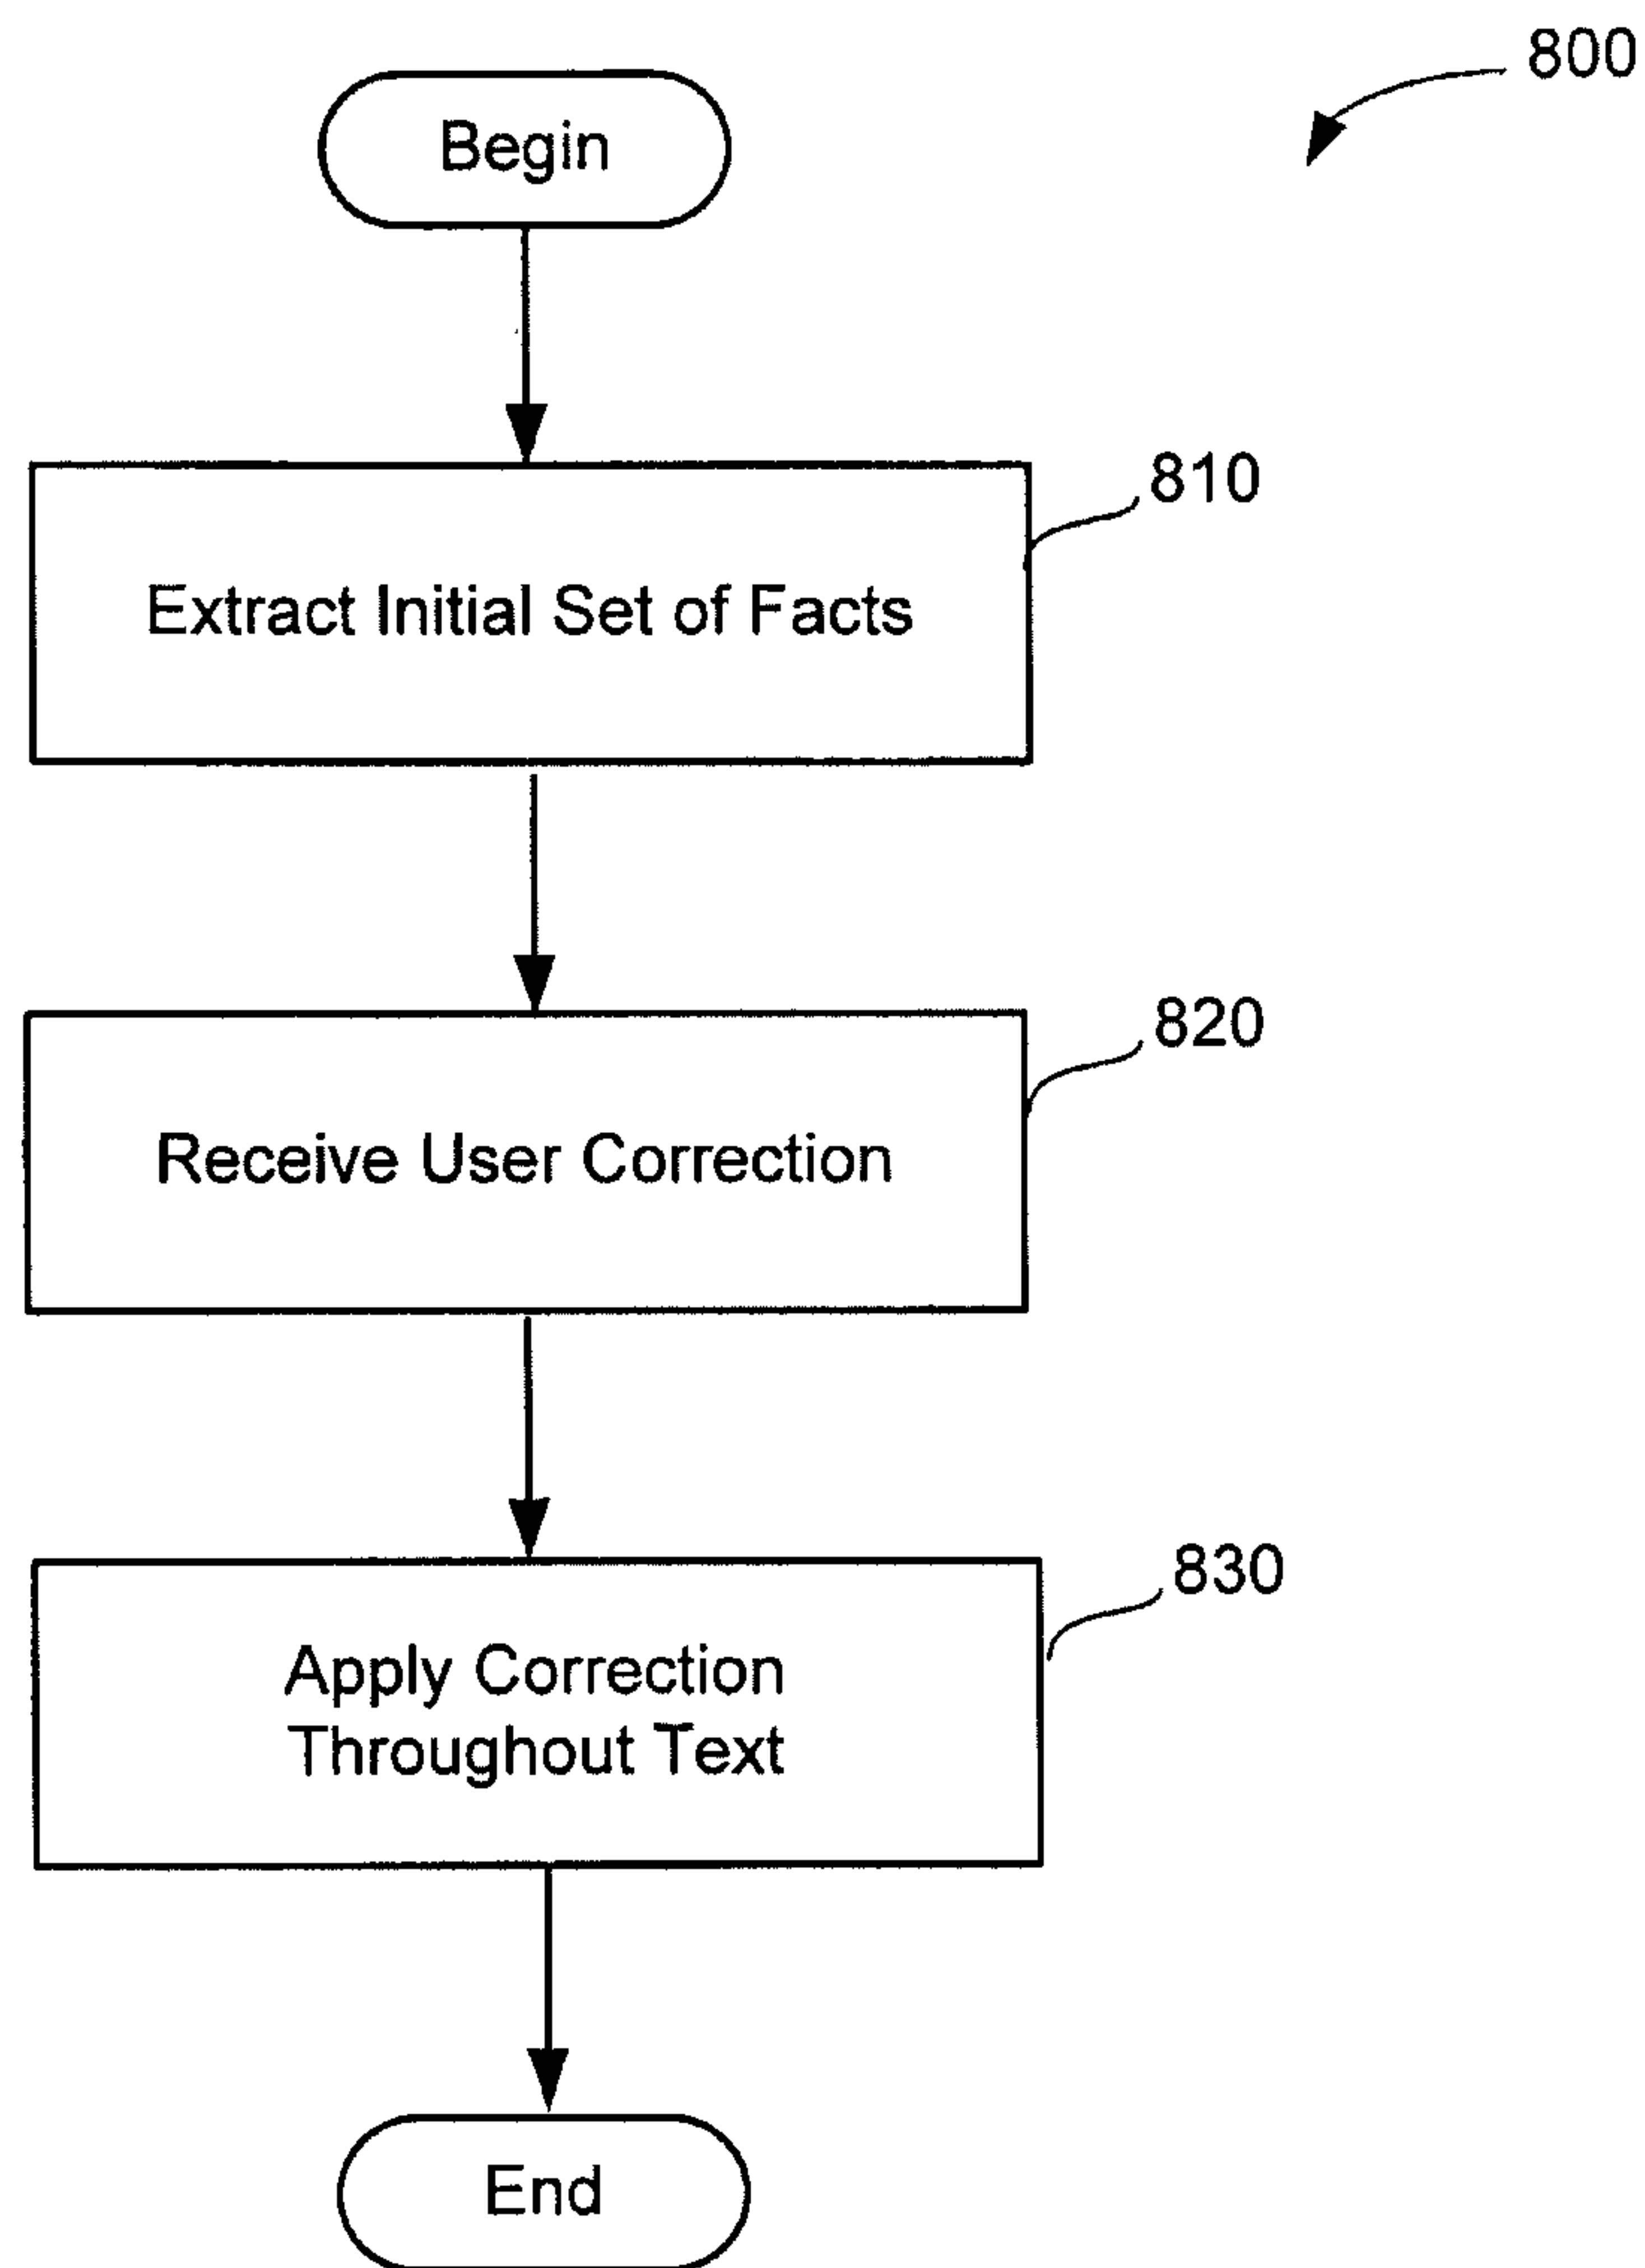 800
Begin
810
Extract Initial Set of Facts
820
Receive User Correction
830
Apply Correction
Throughout Text
End